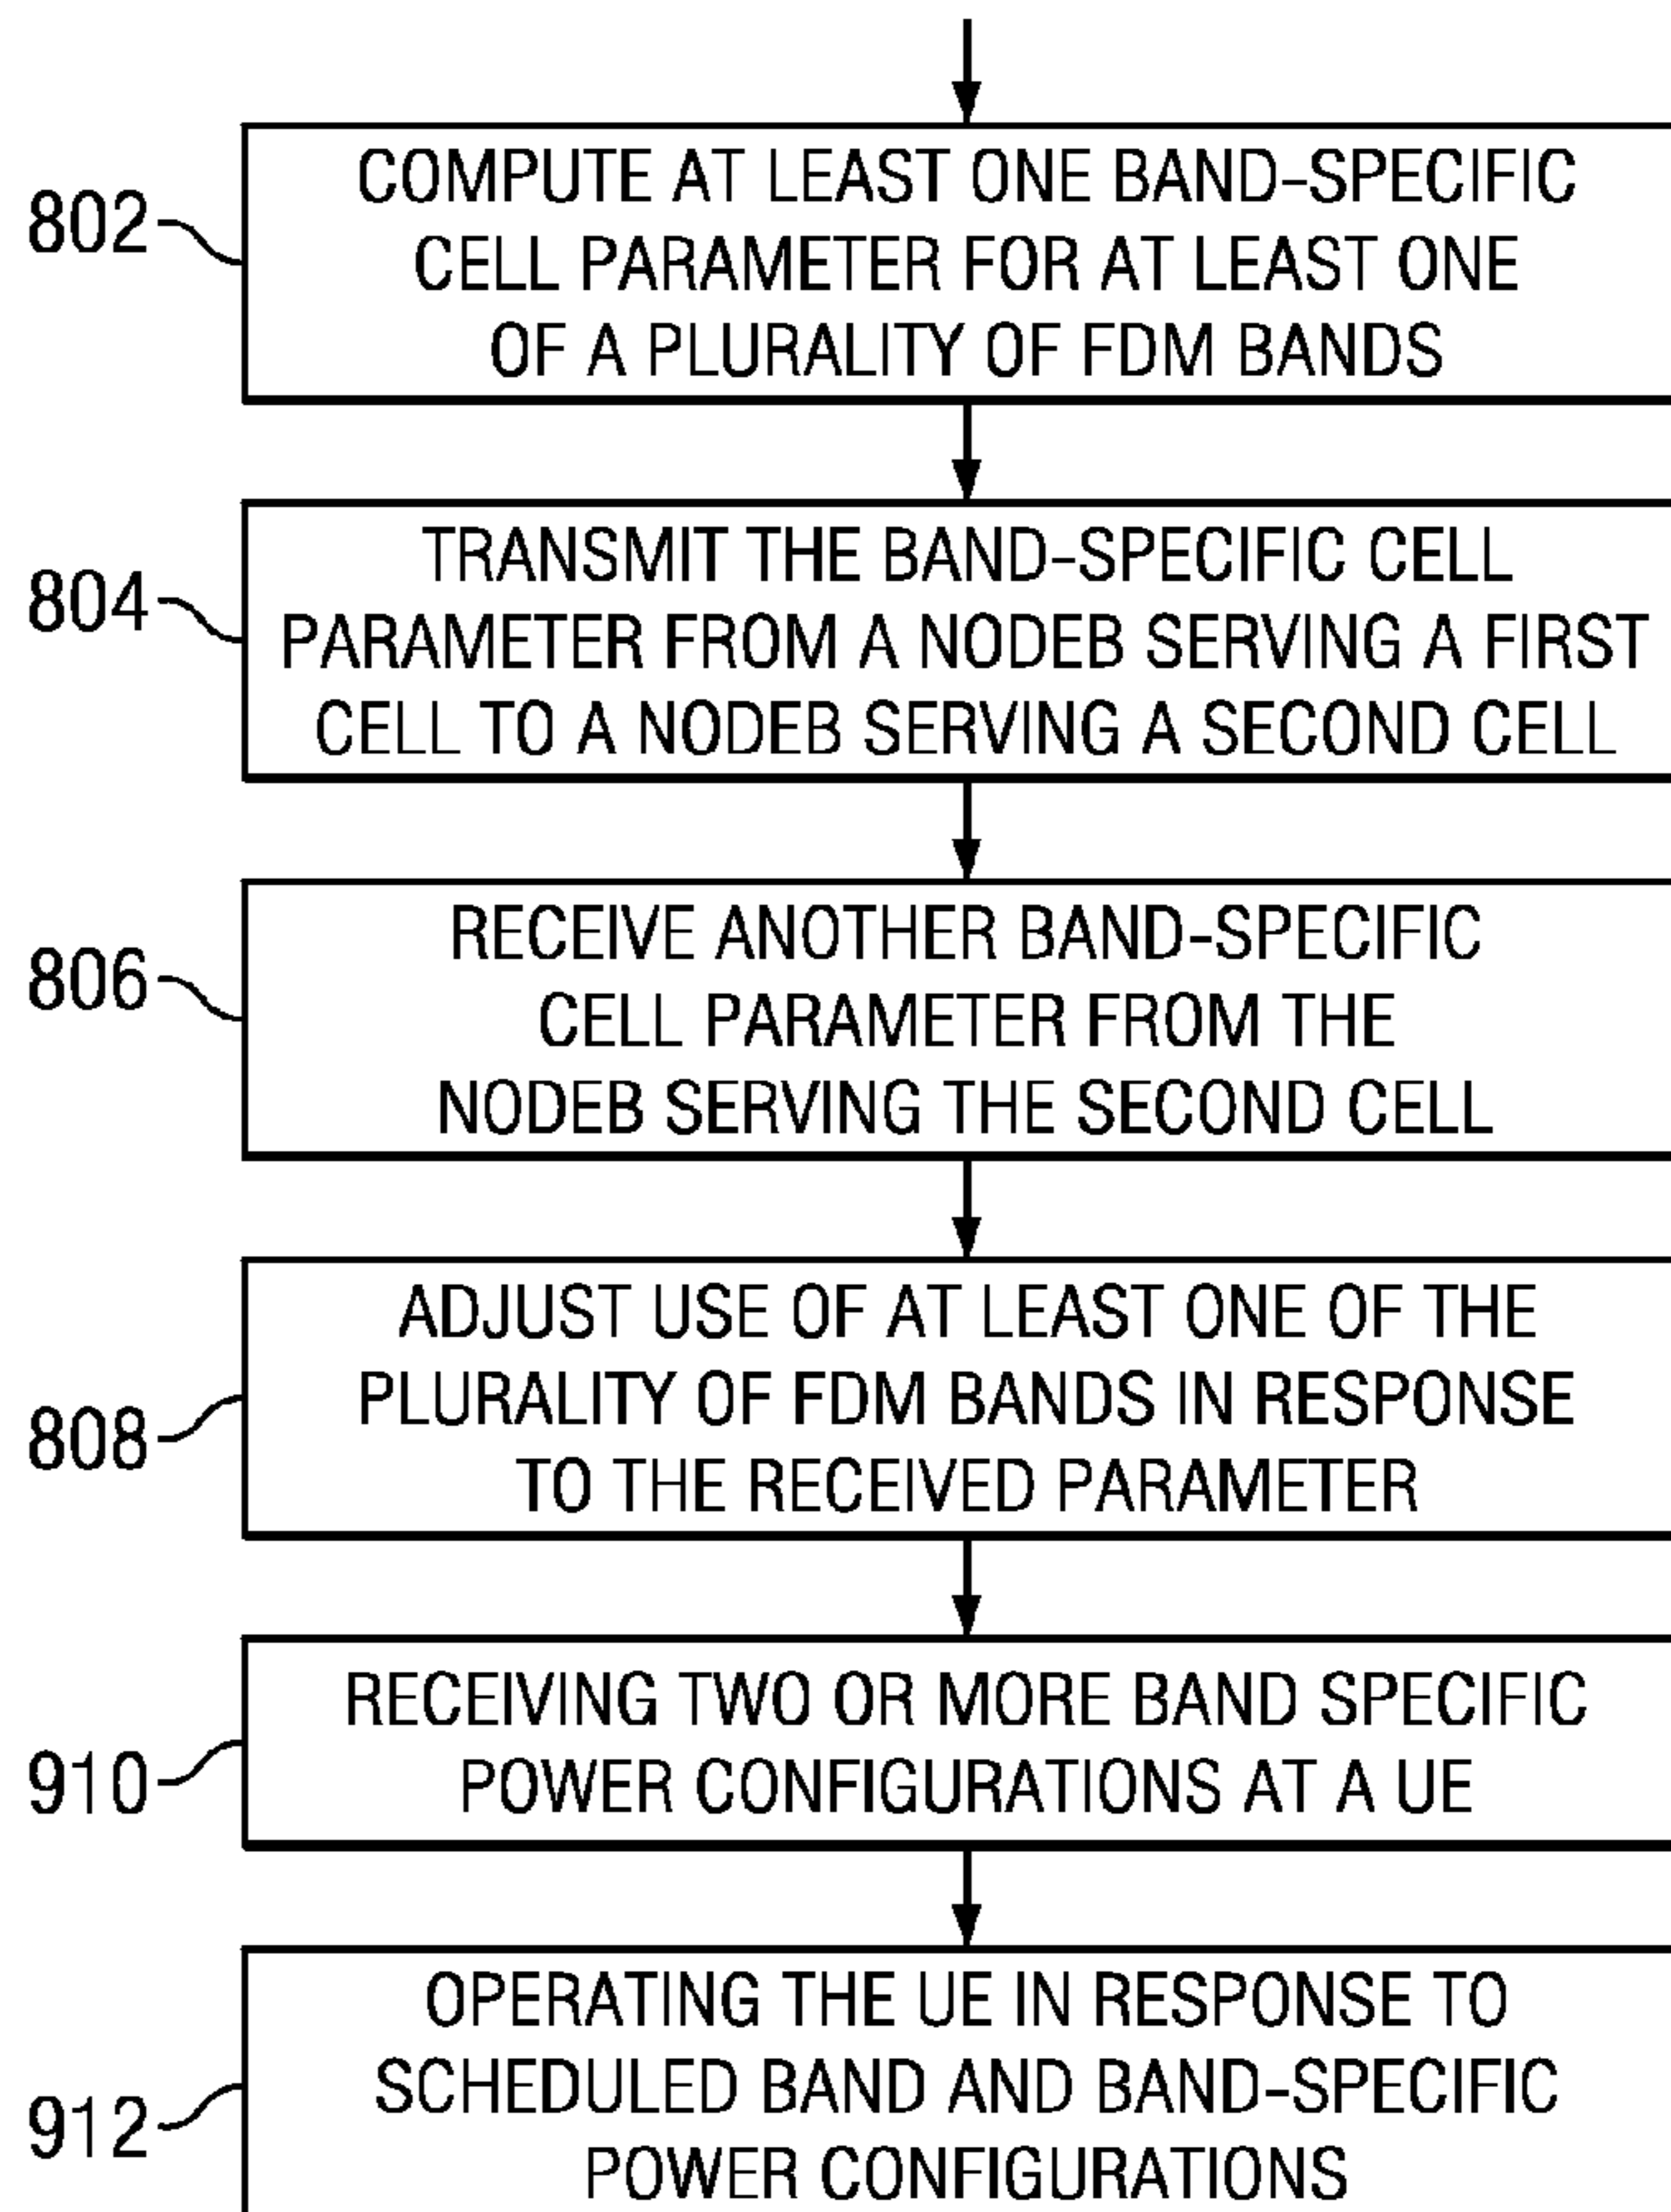 802
COMPUTE AT LEAST ONE BAND-SPECIFIC
CELL PARAMETER FOR AT LEAST ONE
OF A PLURALITY OF FDM BANDS
804
TRANSMIT THE BAND-SPECIFIC CELL
PARAMETER FROM A NODEB SERVING A FIRST
CELL TO A NODEB SERVING A SECOND CELL
806
RECEIVE ANOTHER BAND-SPECIFIC
CELL PARAMETER FROM THE
NODEB SERVING THE SECOND CELL
808
ADJUST USE OF AT LEAST ONE OF THE
PLURALITY OF FDM BANDS IN RESPONSE
TO THE RECEIVED PARAMETER
910
RECEIVING TWO OR MORE BAND SPECIFIC
POWER CONFIGURATIONS AT A UE
912
OPERATING THE UE IN RESPONSE TO
SCHEDULED BAND AND BAND-SPECIFIC
POWER CONFIGURATIONS